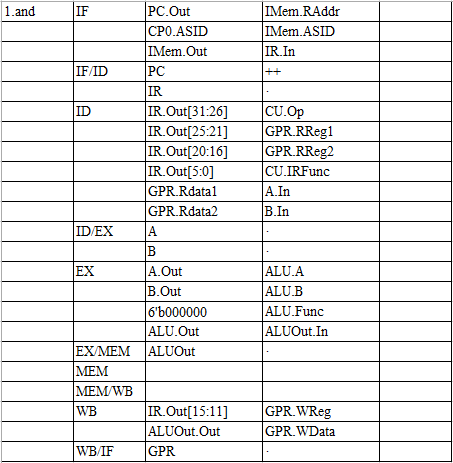 1.and IF PC.Out IMem.RAddr
CP0.ASID IMem.ASID
IMem.Out IR.In
IF/ID PC ++
IR ·
ID IR.Out[31:26] CU.Op
IR.Out[25:21] GPR.RReg1
IR.Out[20:16] GPR.RReg2
IR.Out[5:0] CU.IRFunc
GPR.Rdata1 A.In
GPR.Rdata2 B.In
ID/EX A ·
B ·
EX A.Out ALU.A
B.Out ALU.B
6'b000000 ALU.Func
ALU.Out ALUOut.In
EX/MEM ALUOut ·
MEM
MEM/WB
WB IR.Out[15:11] GPR.WReg
ALUOut.Out GPR.WData
WB/IF GPR ·